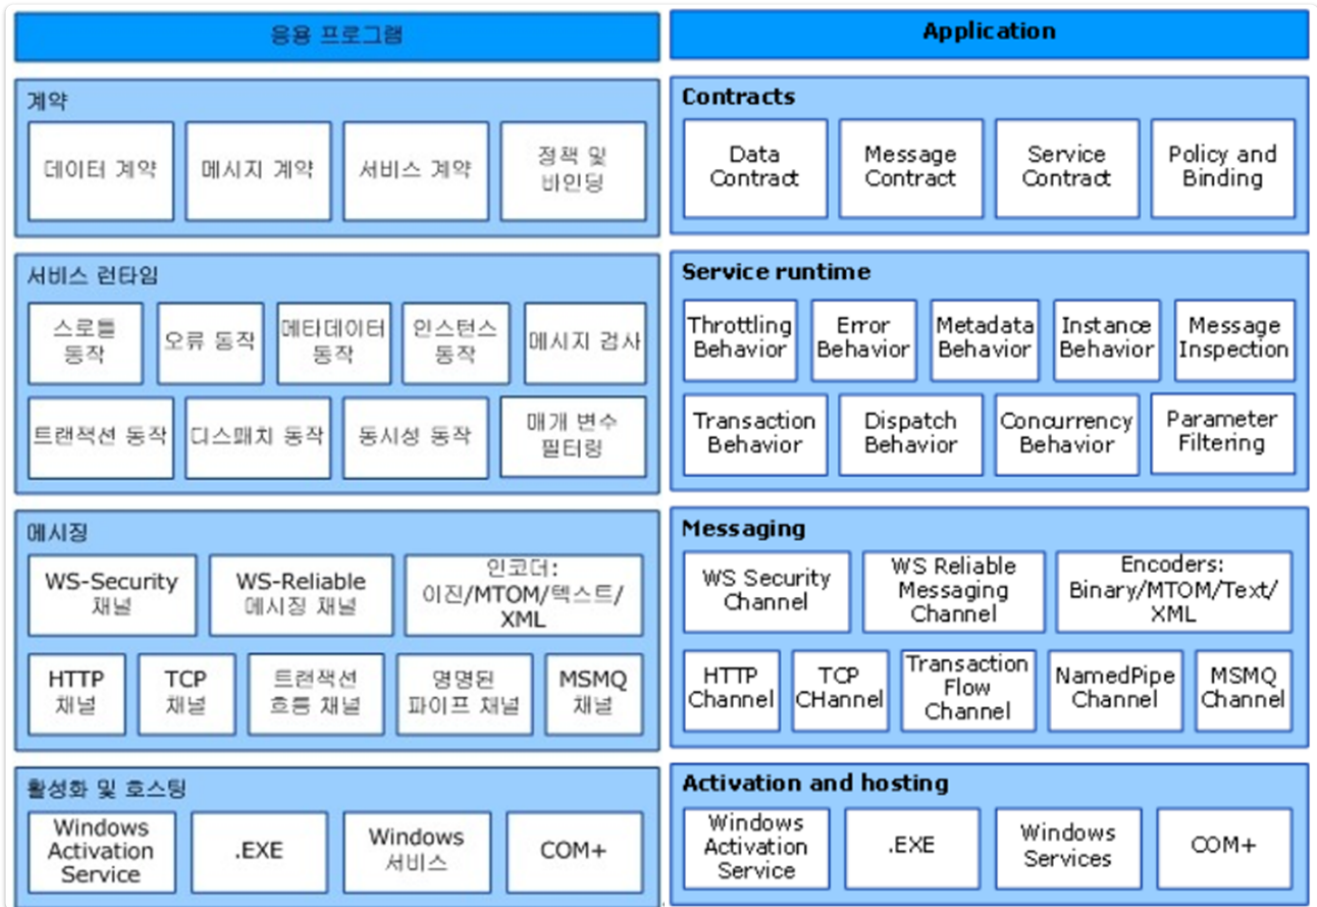 응용 프로그램
계약
데이터 계약
메시지 계약
서비스 계약
정책 및
바인딩
서비스 런타임
스로틀
동작
오류 동작
메타데이터
동작
인스턴스
동작
메시지 검사
트랜잭션 동작
디스패치 동작
동시성 동작
매개 변수
필터링
메시징
WS-Security
채널
WS-Reliable
메시징 채널
인코더:
이진/MTOM/텍스트/
XML
HTTP
채널
TCP
채널
트랜잭션
흐름 채널
명명된
파이프 채널
MSMQ
채널
활성화 및 호스팅
Windows
Activation
Service
.EXE
Windows
서비스
COM+
Application
Contracts
Data
Contract
Message
Contract
Service
Contract
Policy and
Binding
Service runtime
Throttling
Behavior
Error
Behavior
Metadata
Behavior
Instance
Behavior
Message
Inspection
Transaction
Behavior
Dispatch
Behavior
Concurrency
Behavior
Parameter
Filtering
Messaging
WS Security
Channel
WS Reliable
Messaging
Channel
Encoders:
Binary/MTOM/Text/
XML
HTTP
Channel
TCP
CHannel
Transaction
Flow
Channel
NamedPipe
Channel
MSMQ
Channel
Activation and hosting
Windows
Activation
Service
.EXE
Windows
Services
COM+